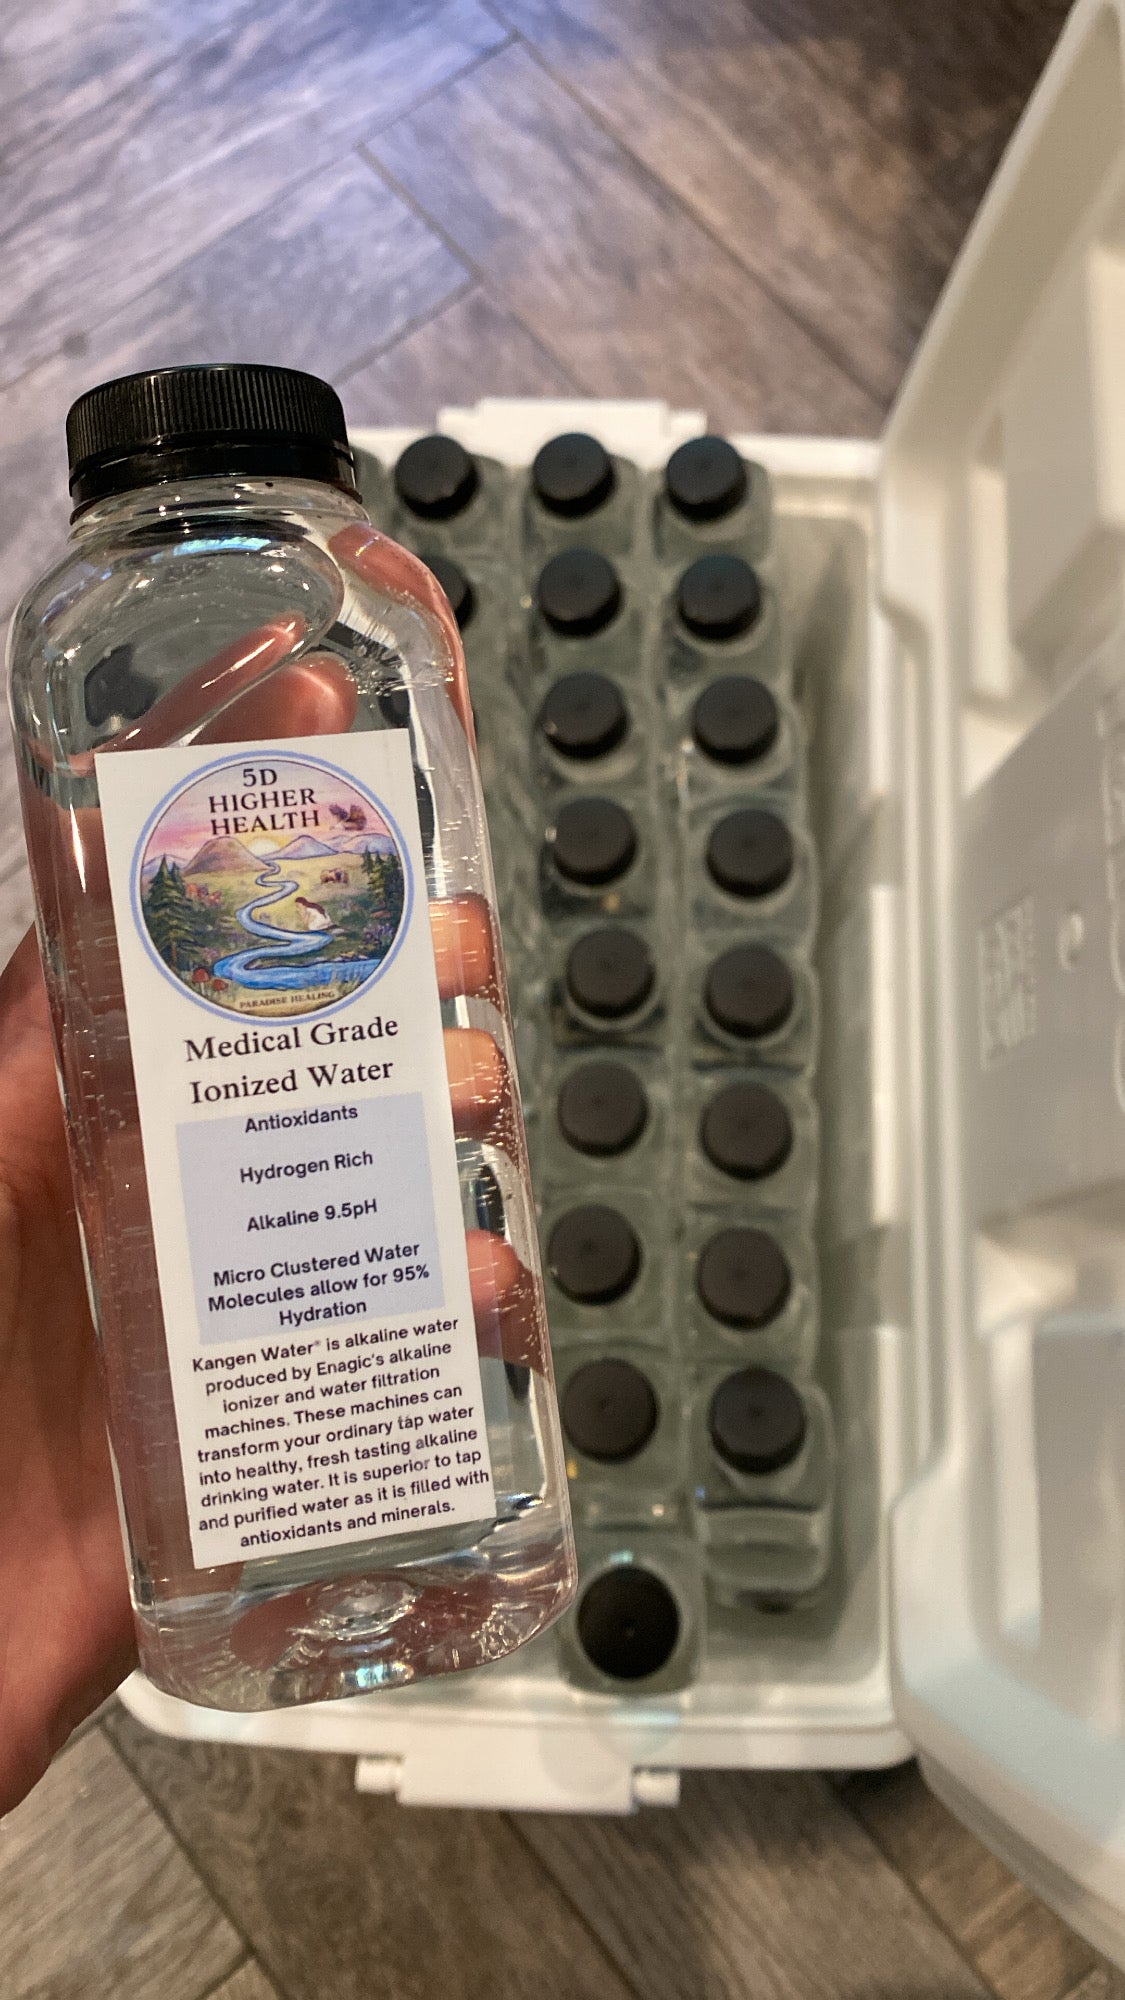 5D
HIGHER
HEALTH
PARADISE HEALING
Medical Grade
Ionized Water
Antioxidants
Hydrogen Rich
Alkaline 9.5pH
Micro Clustered Water
Molecules allow for 95%
Hydration
Kangen Water® is alkaline water
produced by Enagic's alkaline
ionizer and water filtration
machines. These machines can
transform your ordinary tap water
into healthy, fresh tasting alkaline
drinking water. It is superior to tap
and purified water as it is filled with
antioxidants and minerals.